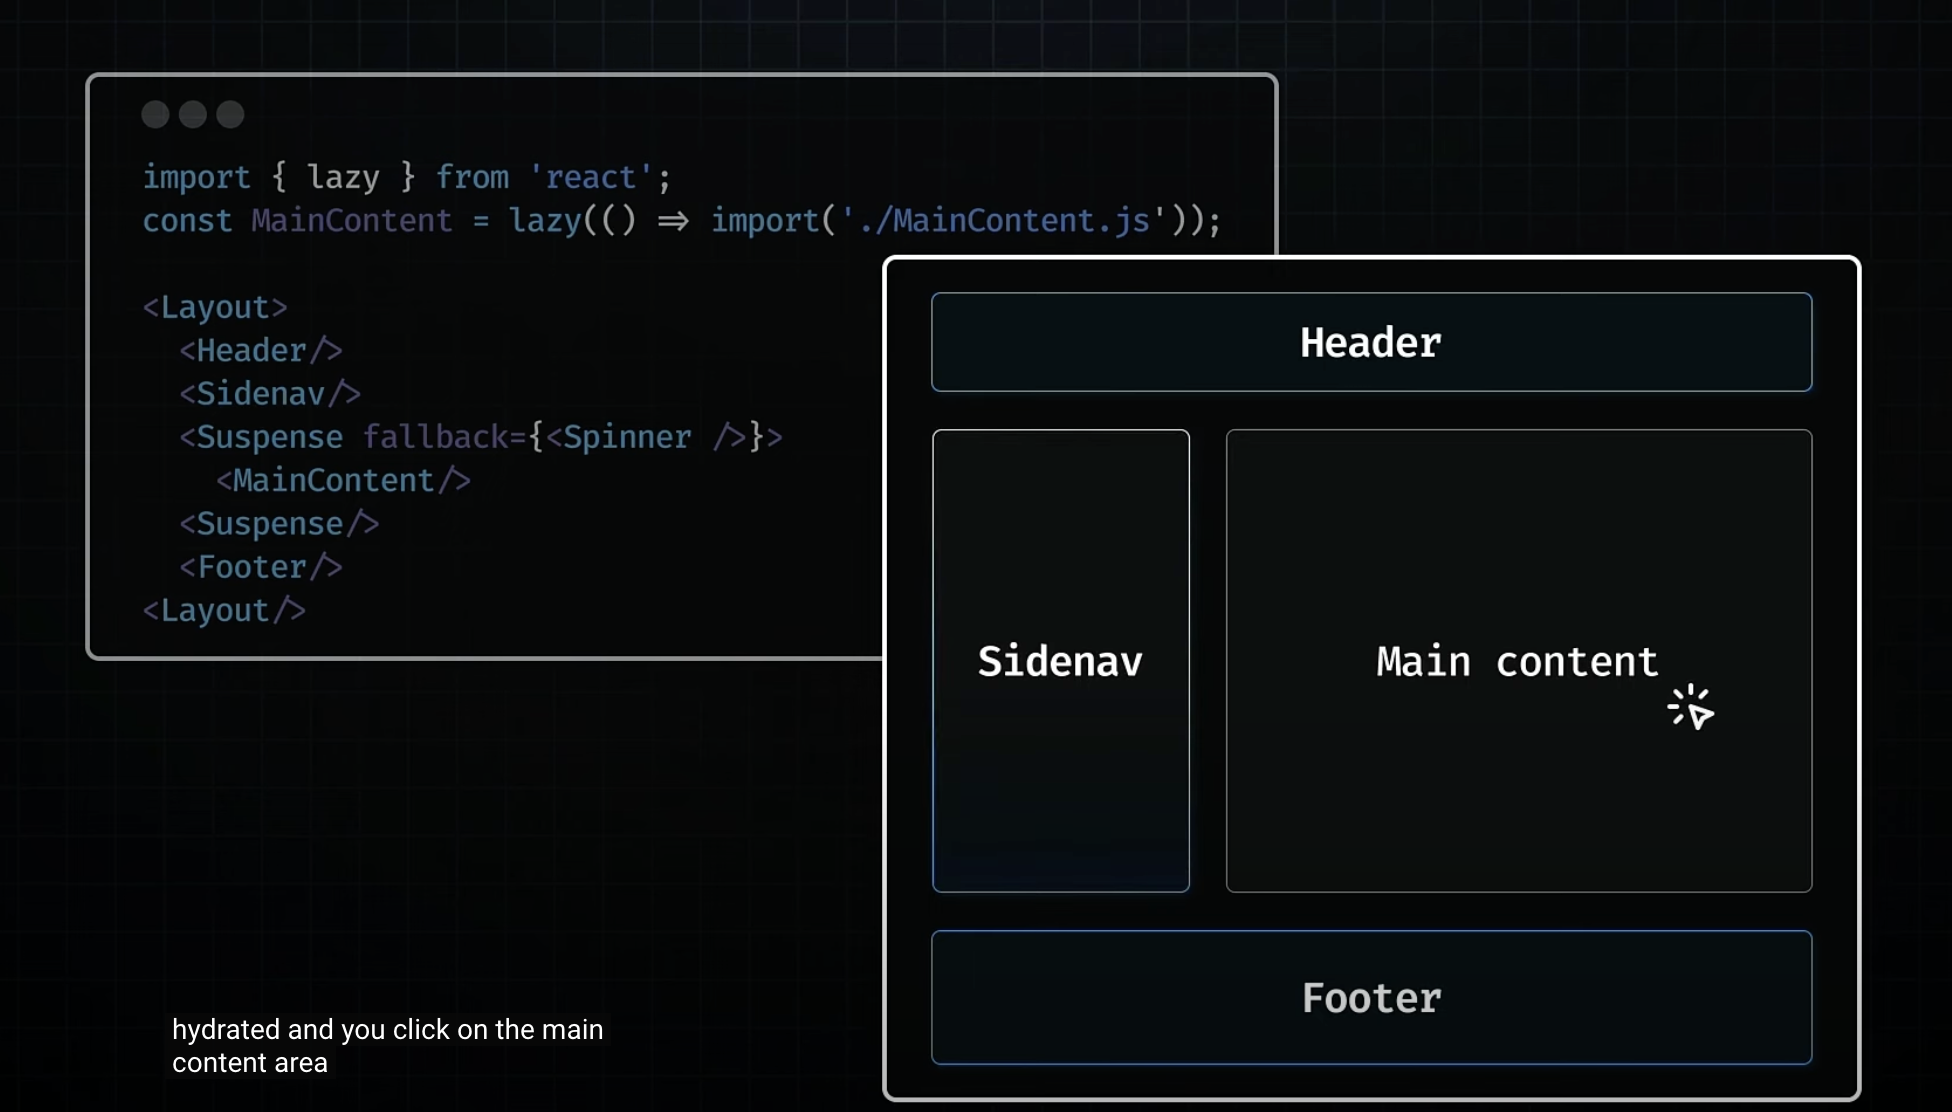 import { lazy } from 'react';
const MainContent = lazy(() => import('./MainContent.js'));
<Layout>
<Header/>
<Sidenav/>
<Suspense fallback={<Spinner />}>
<MainContent/>
<Suspense/>
<Footer/>
<Layout/>
Header
Sidenav
Main content
Footer
hydrated and you click on the main
content area